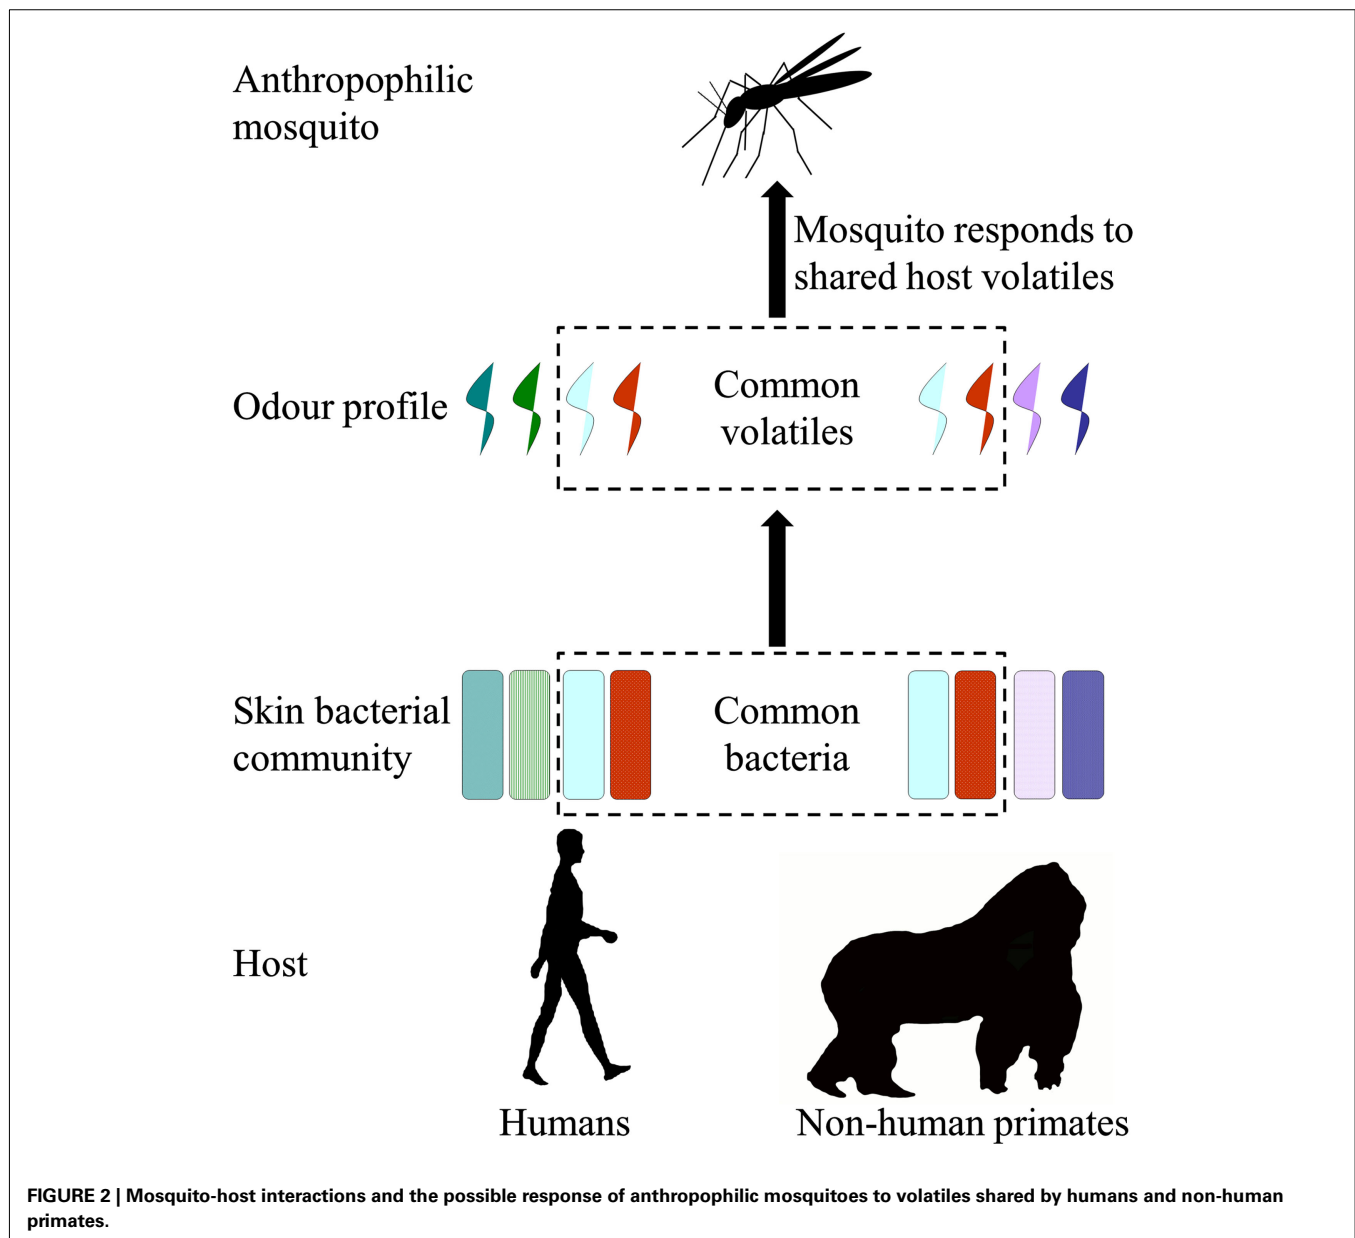 Anthropophilic
mosquito
Mosquito responds to
shared host volatiles
Odour profile
Common
volatiles
Skin bacterial
community
Common
bacteria
Host
Humans
Non-human primates
FIGURE 2 | Mosquito-host interactions and the possible response of anthropophilic mosquitoes to volatiles shared by humans and non-human
primates.